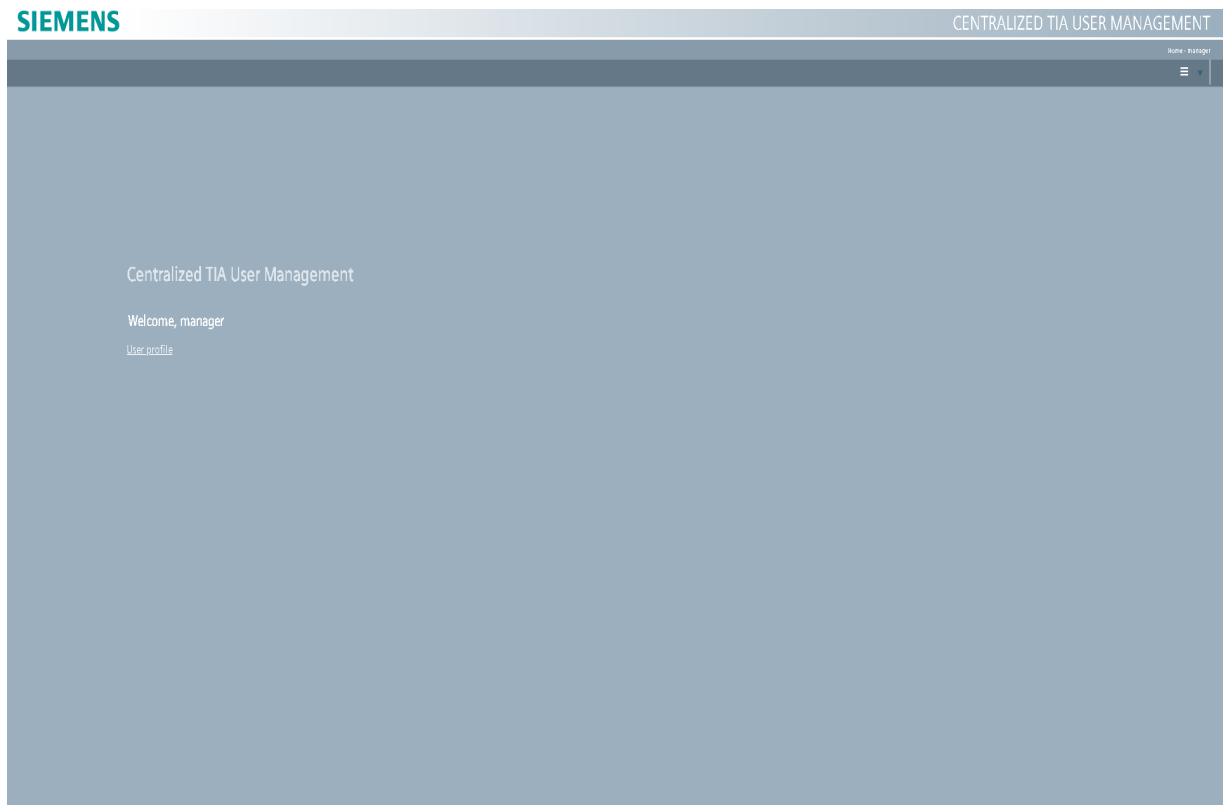 SIEMENS
CENTRALIZED TIA USER MANAGEMENT
Home - manager
Centralized TIA User Management
Welcome, manager
User profile